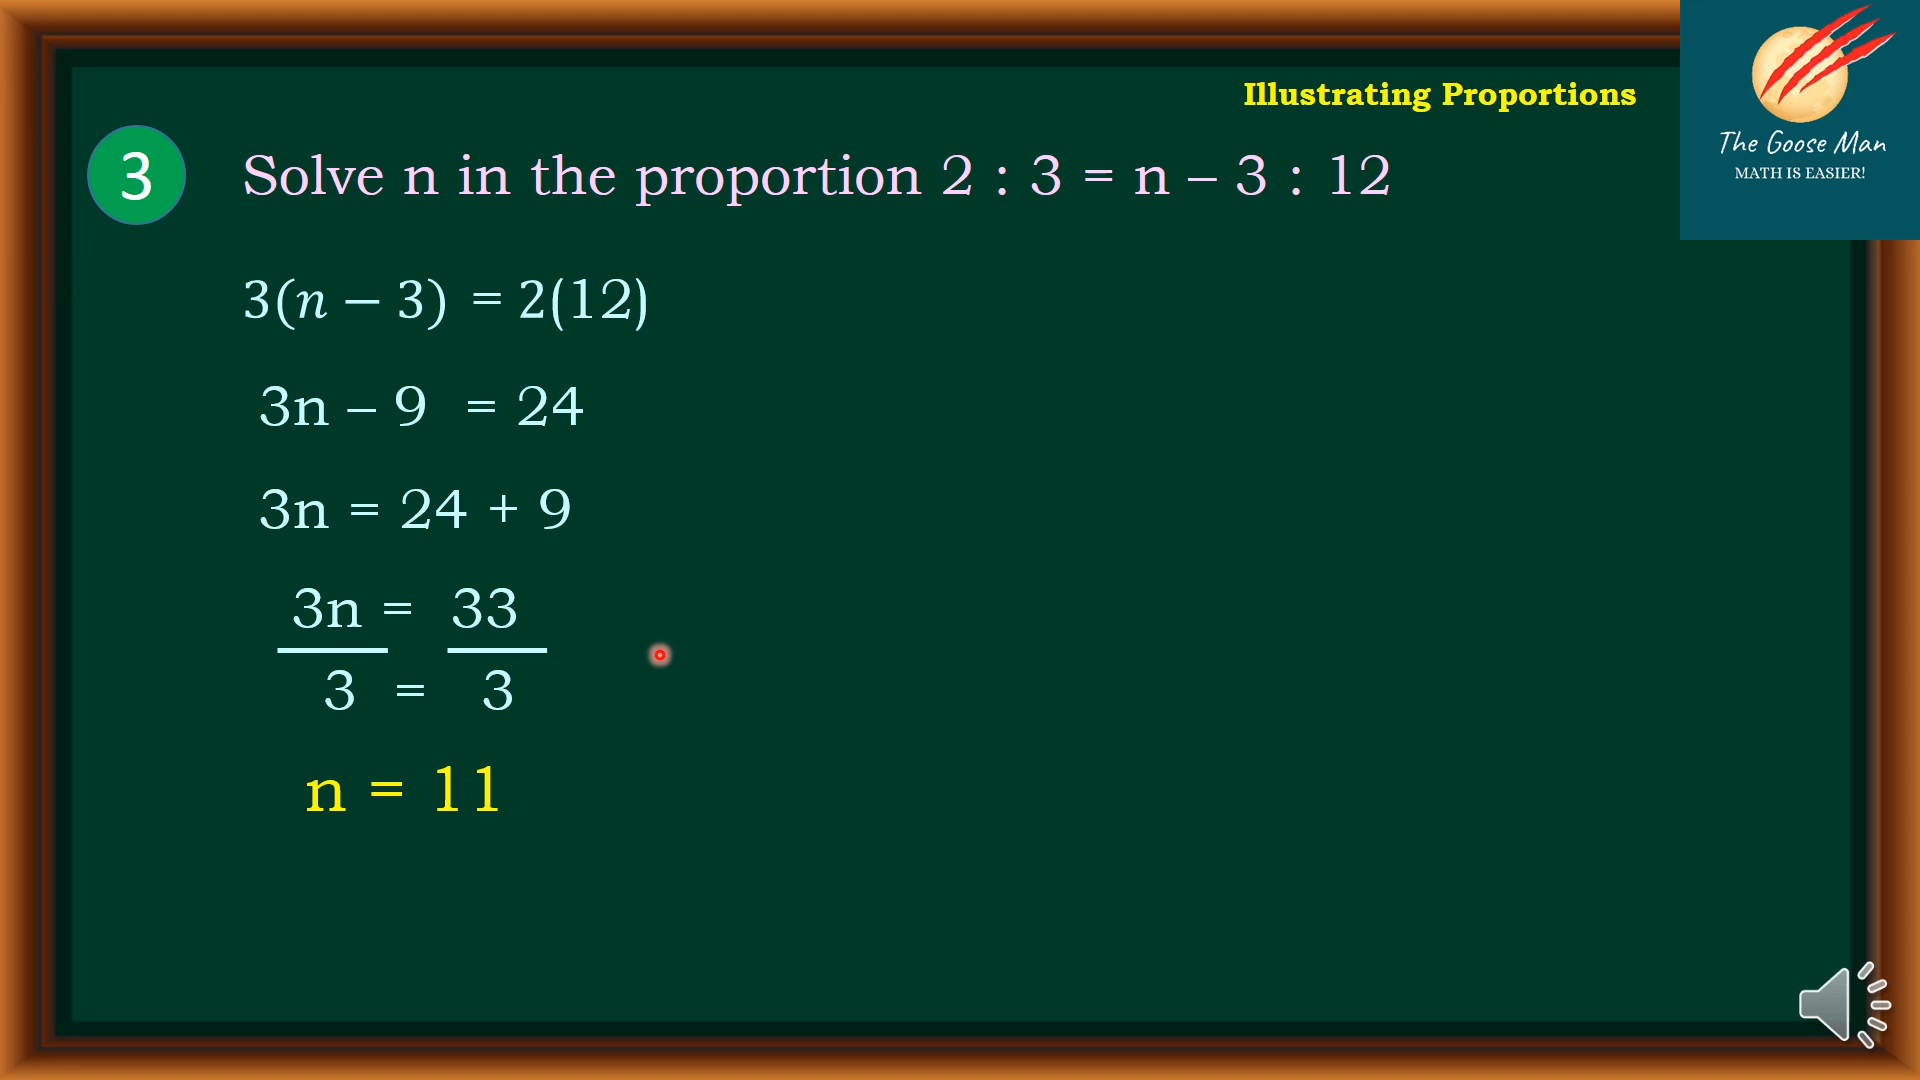 Illustrating Proportions
The Goose Man
MATH IS EASIER!
3
Solve n in the proportion 2 : 3 = n – 3 : 12
3(n − 3) = 2(12)
3n – 9 = 24
3n = 24 + 9
3n = 33
3 = 3
n = 11